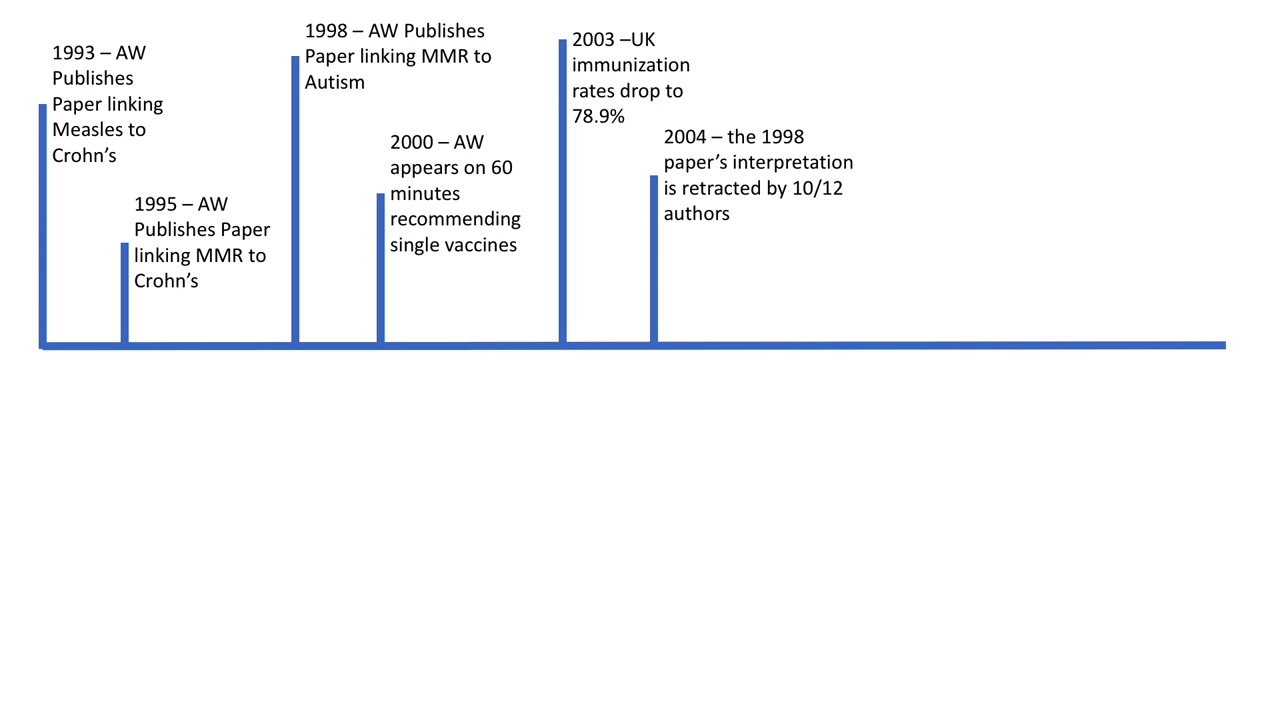 1993 – AW
Publishes
Paper linking
Measles to
Crohn’s
1995 – AW
Publishes Paper
linking MMR to
Crohn’s
1998 – AW Publishes
Paper linking MMR to
Autism
2000 – AW
appears on 60
minutes
recommending
single vaccines
2003 –UK
immunization
rates drop to
78.9%
2004 – the 1998
paper’s interpretation
is retracted by 10/12
authors